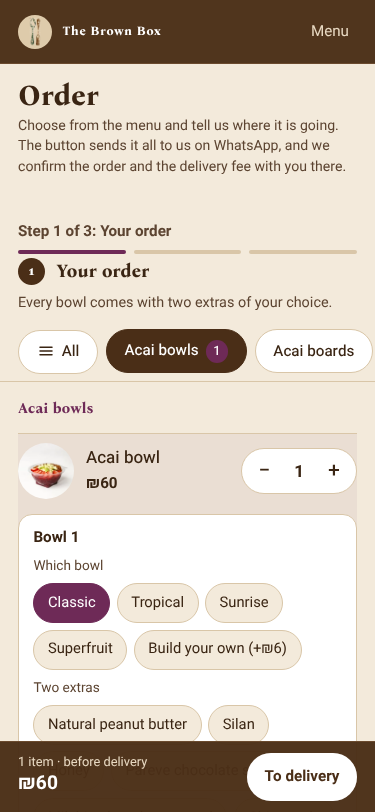 The Brown Box
Menu
Order
Choose from the menu and tell us where it is going.
The button sends it all to us on WhatsApp, and we
confirm the order and the delivery fee with you there.
Step 1 of 3: Your order
1 Your order
Every bowl comes with two extras of your choice.
All
Acai bowls 1
Acai boards
Acai bowls
Acai bowl
₪60
− 1 +
Bowl 1
Which bowl
Classic
Tropical
Sunrise
Superfruit
Build your own (+₪6)
Two extras
Natural peanut butter
Silan
1 item · before delivery
₪60
To delivery